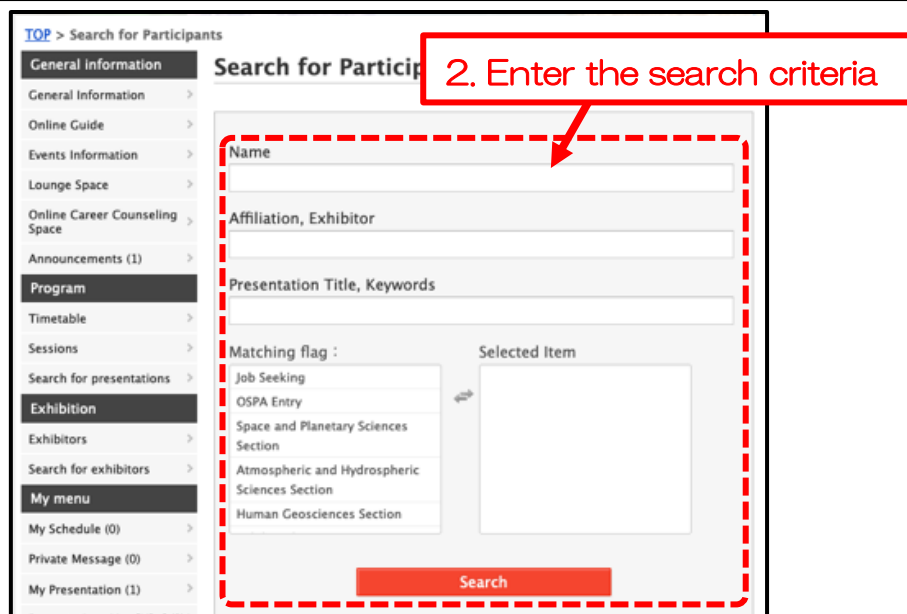 TOP > Search for Participants
General information
General Information
Online Guide
Events Information
Lounge Space
Online Career Counseling
Space
Announcements (1)
Program
Timetable
Sessions
Search for presentations
Exhibition
Exhibitors
Search for exhibitors
My menu
My Schedule (0)
Private Message (0)
My Presentation (1)
Search for Particip
2. Enter the search criteria
Name
Affiliation, Exhibitor
Presentation Title, Keywords
Matching flag :
Selected Item
Job Seeking
OSPA Entry
Space and Planetary Sciences
Section
Atmospheric and Hydrospheric
Sciences Section
Human Geosciences Section
Search